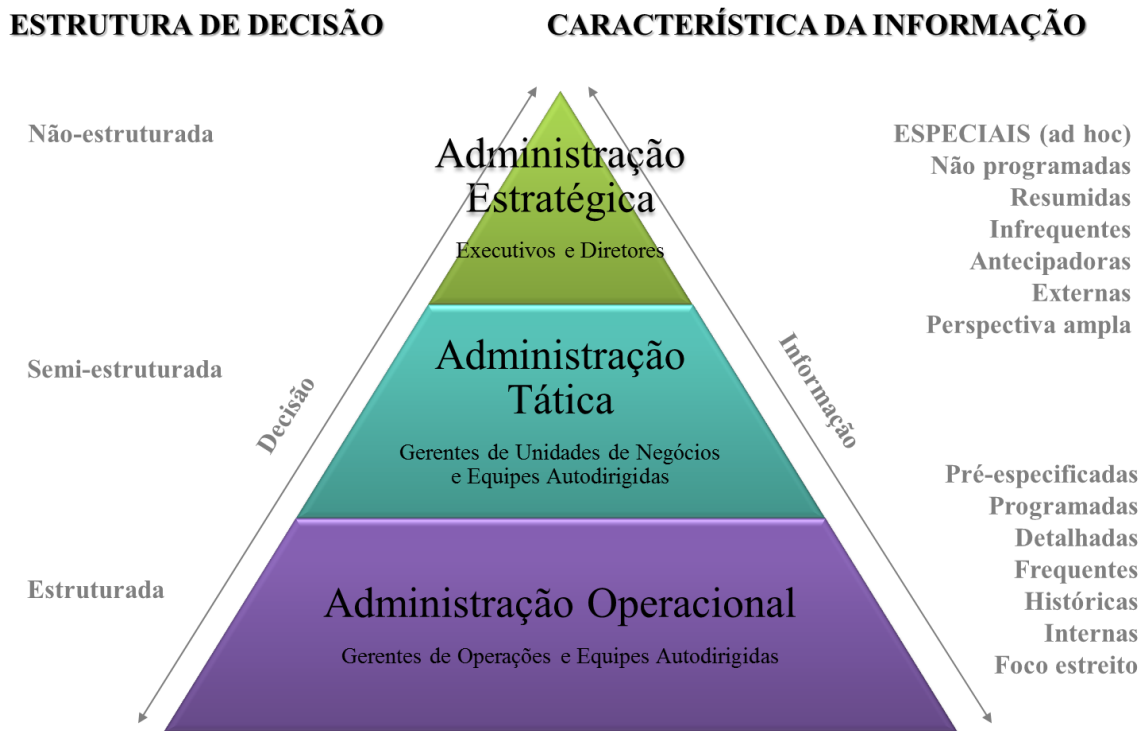 ESTRUTURA DE DECISÃO
CARACTERÍSTICA DA INFORMAÇÃO
Não-estruturada
Semi-estruturada
Estruturada
Decisão
Administração
Estratégica
Executivos e Diretores
Administração
Tática
Gerentes de Unidades de Negócios
e Equipes Autodirigidas
Administração Operacional
Gerentes de Operações e Equipes Autodirigidas
Informação
ESPECIAIS (ad hoc)
Não programadas
Resumidas
Infrequentes
Antecipadoras
Externas
Perspectiva ampla
Pré-especificadas
Programadas
Detalhadas
Frequentes
Históricas
Internas
Foco estreito